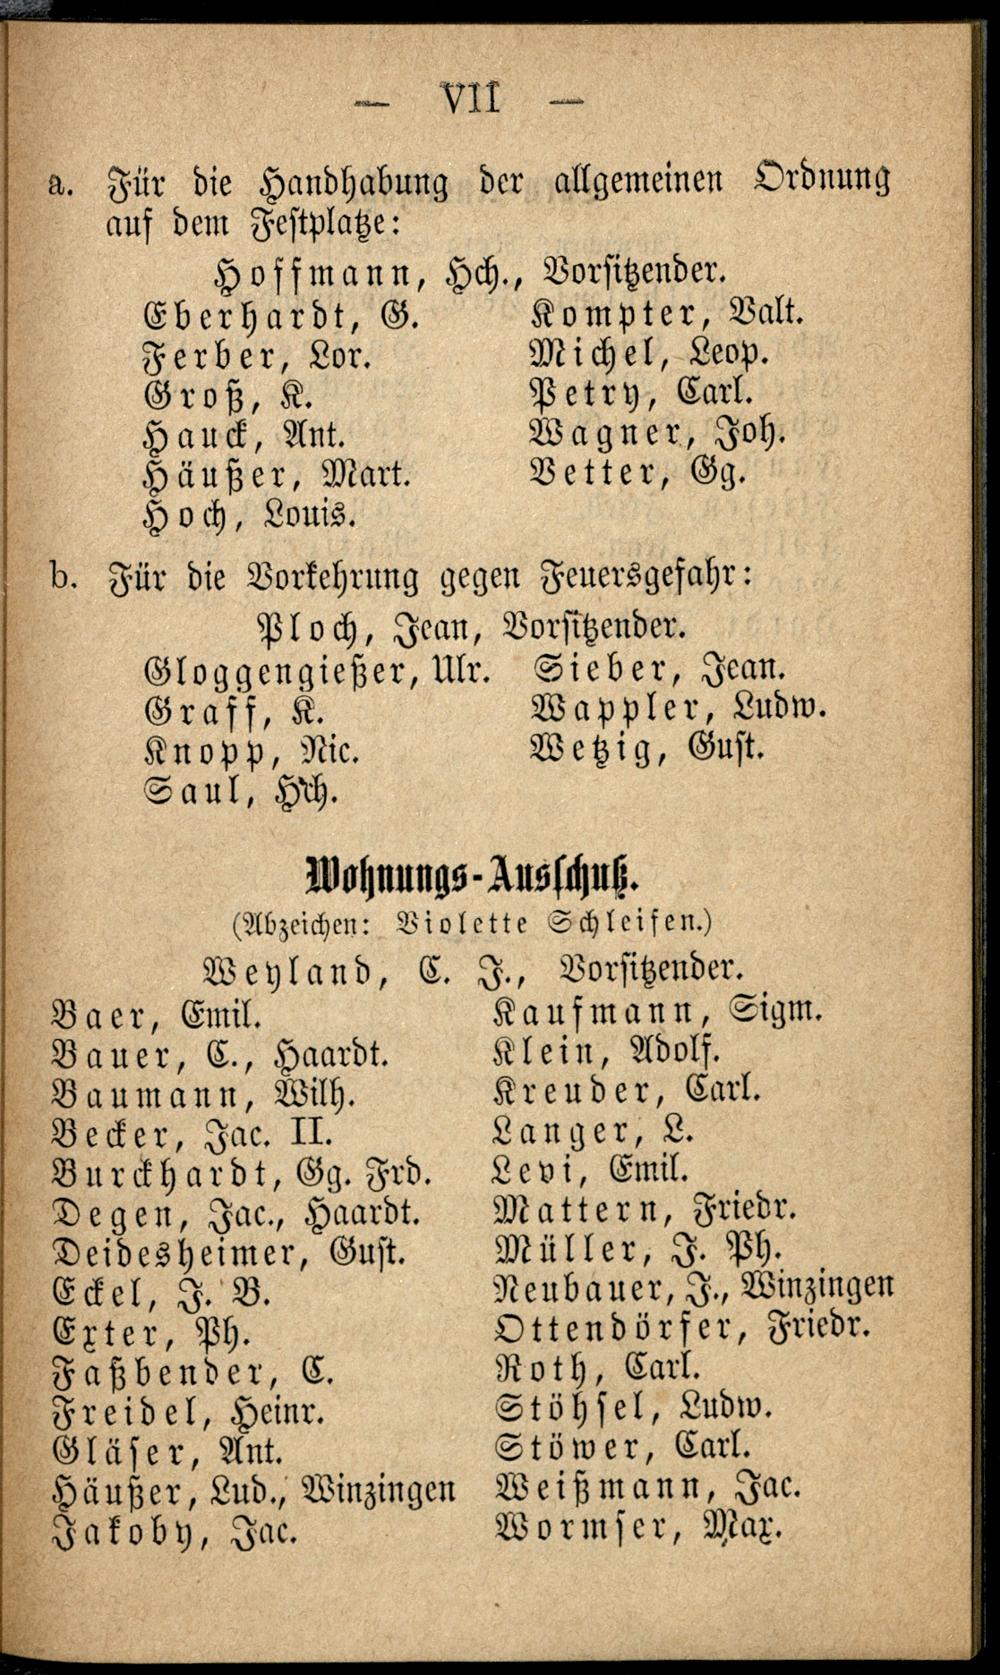 — VII —
a. Für die Handhabung der allgemeinen Ordnung
auf dem Festplatze:
Hoffmann, Hch., Vorsitzender.
Eberhardt, G.
Ferber, Lor.
Groß, K.
Hauck, Ant.
Häußer, Mart.
Hoch, Louis.
Kompter, Valt.
Michel, Leop.
Petry, Carl.
Wagner, Joh.
Vetter, Gg.
b. Für die Vorkehrung gegen Feuersgefahr:
Ploch, Jean, Vorsitzender.
Gloggengießer, Ulr.
Graff, K.
Knopp, Nic.
Saul, Hch.
Sieber, Jean.
Wappler, Ludw.
Wetzig, Gust.
Wohnungs-Ausschuß.
(Abzeichen: Violette Schleifen.)
Weyland, C. J., Vorsitzender.
Baer, Emil.
Bauer, C., Haardt.
Baumann, Wilh.
Becker, Jac. II.
Burckhardt, Gg. Frd.
Degen, Jac., Haardt.
Deidesheimer, Gust.
Eckel, J. B.
Exter, Ph.
Faßbender, C.
Freidel, Heinr.
Gläser, Ant.
Häußer, Lud., Winzingen
Jakoby, Jac.
Kaufmann, Sigm.
Klein, Adolf.
Kreuder, Carl.
Langer, L.
Levi, Emil.
Mattern, Friedr.
Müller, J. Ph.
Neubauer, J., Winzingen
Ottendörfer, Friedr.
Roth, Carl.
Stöhsel, Ludw.
Stöwer, Carl.
Weißmann, Jac.
Wormser, Max.